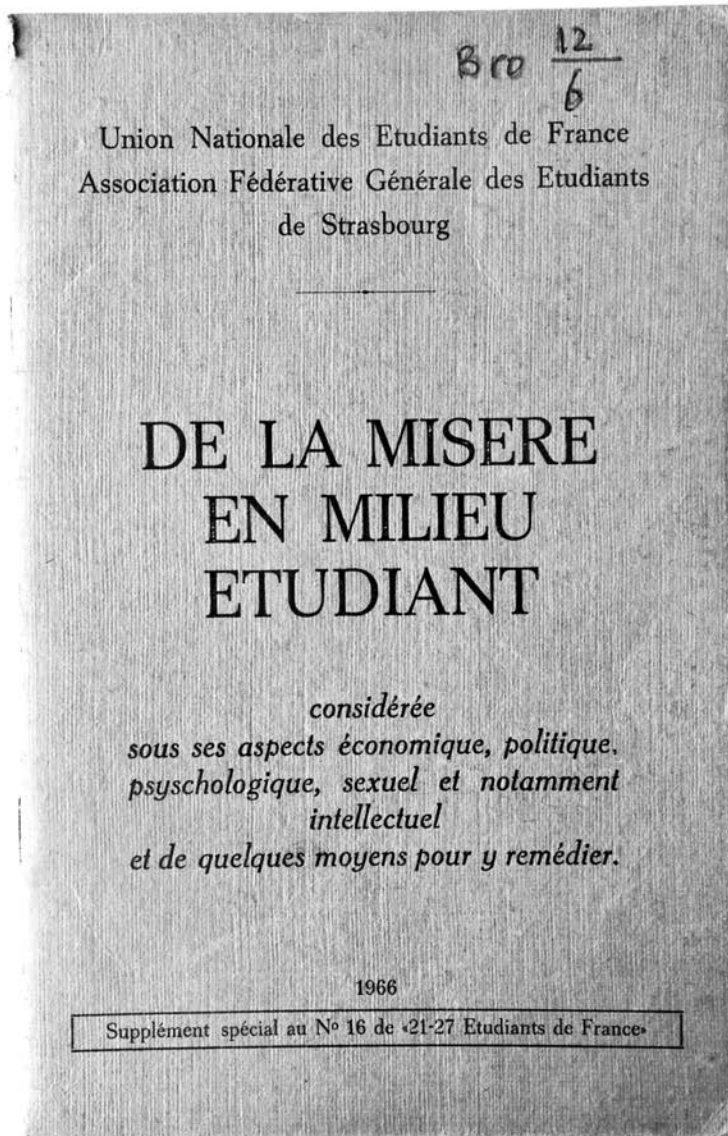 Bro 12/6
Union Nationale des Etudiants de France
Association Fédérative Générale des Etudiants
de Strasbourg
DE LA MISERE
EN MILIEU
ETUDIANT
considérée
sous ses aspects économique, politique,
psyschologique, sexuel et notamment
intellectuel
et de quelques moyens pour y remédier.
1966
Supplément spécial au Nº 16 de «21-27 Etudiants de France»